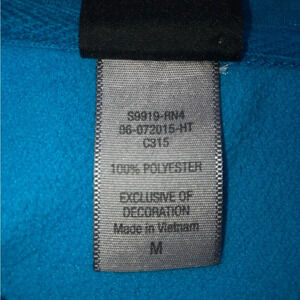 S9919-RN4
06-072015-HT
C315
100% POLYESTER
EXCLUSIVE OF
DECORATION
Made in Vietnam
M